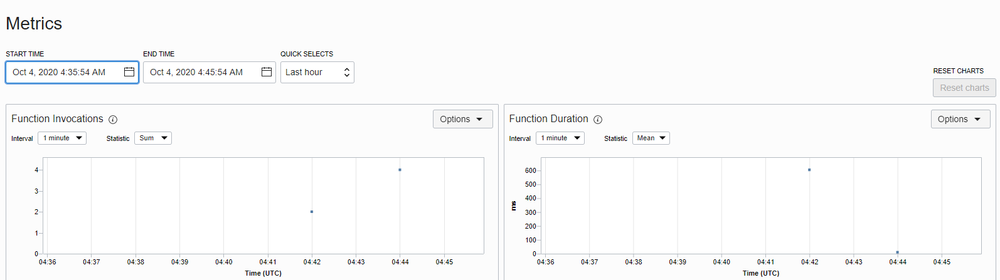 Metrics
START TIME END TIME QUICK SELECTS
Oct 4, 2020 4:35:54 AM Oct 4, 2020 4:45:54 AM Last hour
RESET CHARTS
Reset charts
Function Invocations i Options
Interval 1 minute Statistic Sum
4
3
2
1
0
04:36 04:37 04:38 04:39 04:40 04:41 04:42 04:43 04:44 04:45
Time (UTC)
Function Duration i Options
Interval 1 minute Statistic Mean
ms
600
500
400
300
200
100
0
04:36 04:37 04:38 04:39 04:40 04:41 04:42 04:43 04:44 04:45
Time (UTC)